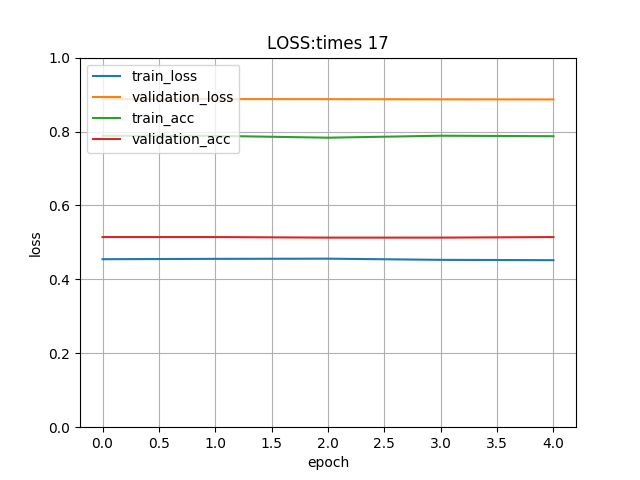 LOSS:times 17
train_loss
validation_loss
train_acc
validation_acc
1.0
0.8
0.6
0.4
0.2
0.0
loss
0.0 0.5 1.0 1.5 2.0 2.5 3.0 3.5 4.0
epoch